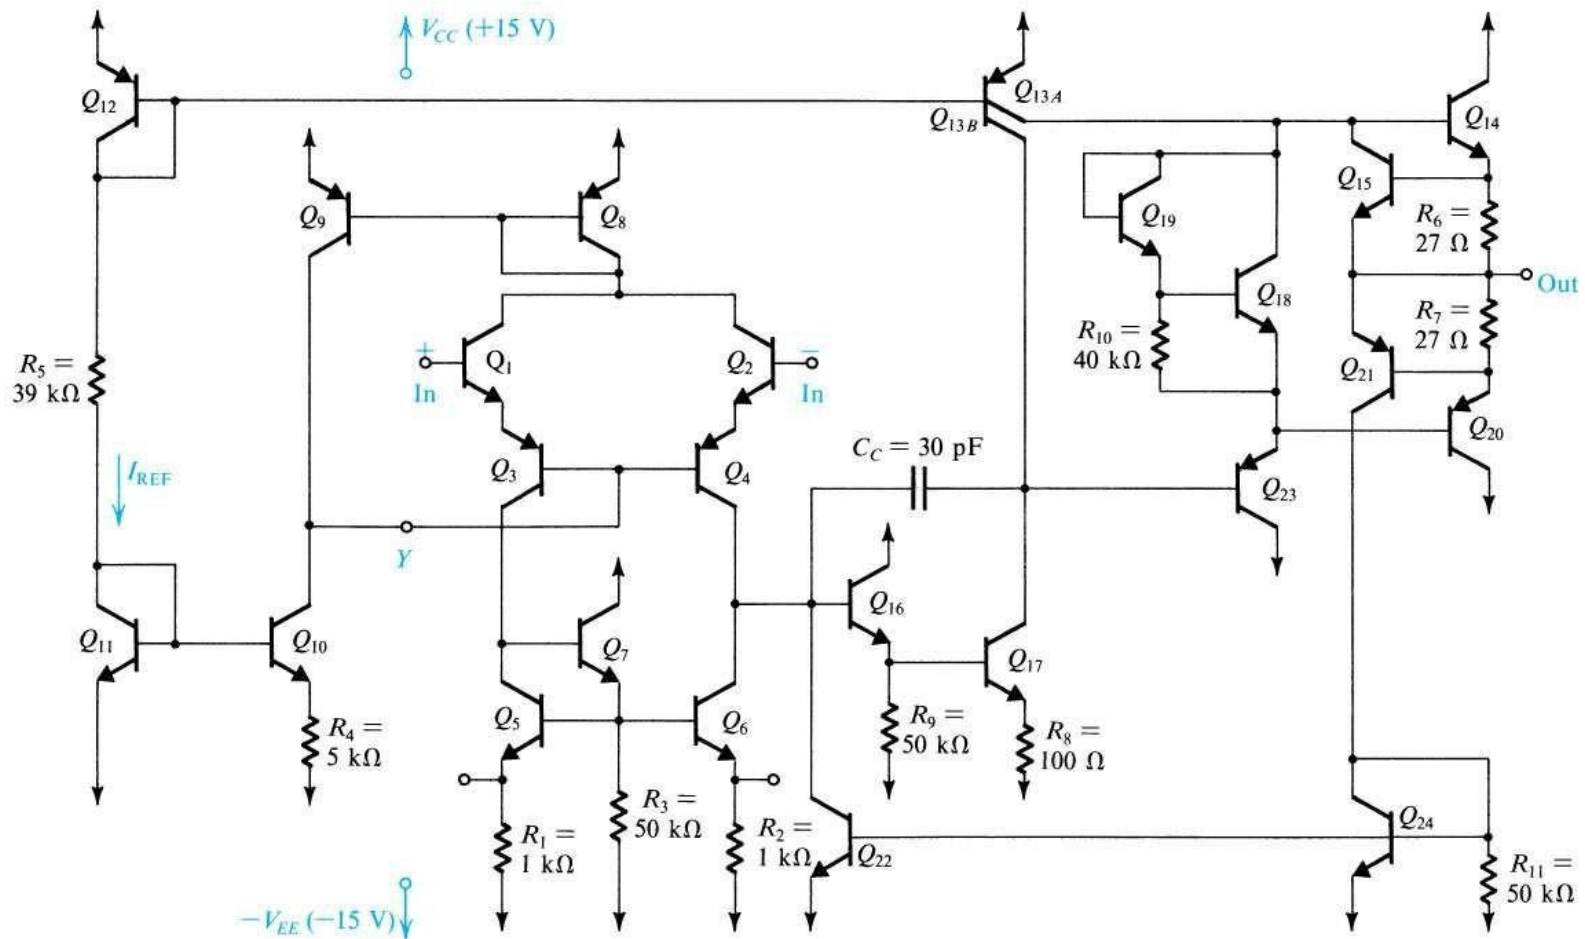 V_CC (+15 V)
Q_12
Q_13A
Q_13B
Q_14
Q_9
Q_8
Q_19
Q_15
R_6 =
27 Ω
Out
Q_18
R_7 =
27 Ω
R_10 =
40 kΩ
Q_21
Q_20
R_5 =
39 kΩ
+
In
Q_1
Q_2
−
In
C_C = 30 pF
Q_3
Q_4
Q_23
I_REF
Y
Q_16
Q_11
Q_10
Q_7
Q_17
R_4 =
5 kΩ
Q_5
Q_6
R_9 =
50 kΩ
R_8 =
100 Ω
R_3 =
50 kΩ
R_1 =
1 kΩ
R_2 =
1 kΩ
Q_22
Q_24
R_11 =
50 kΩ
−V_EE (−15 V)